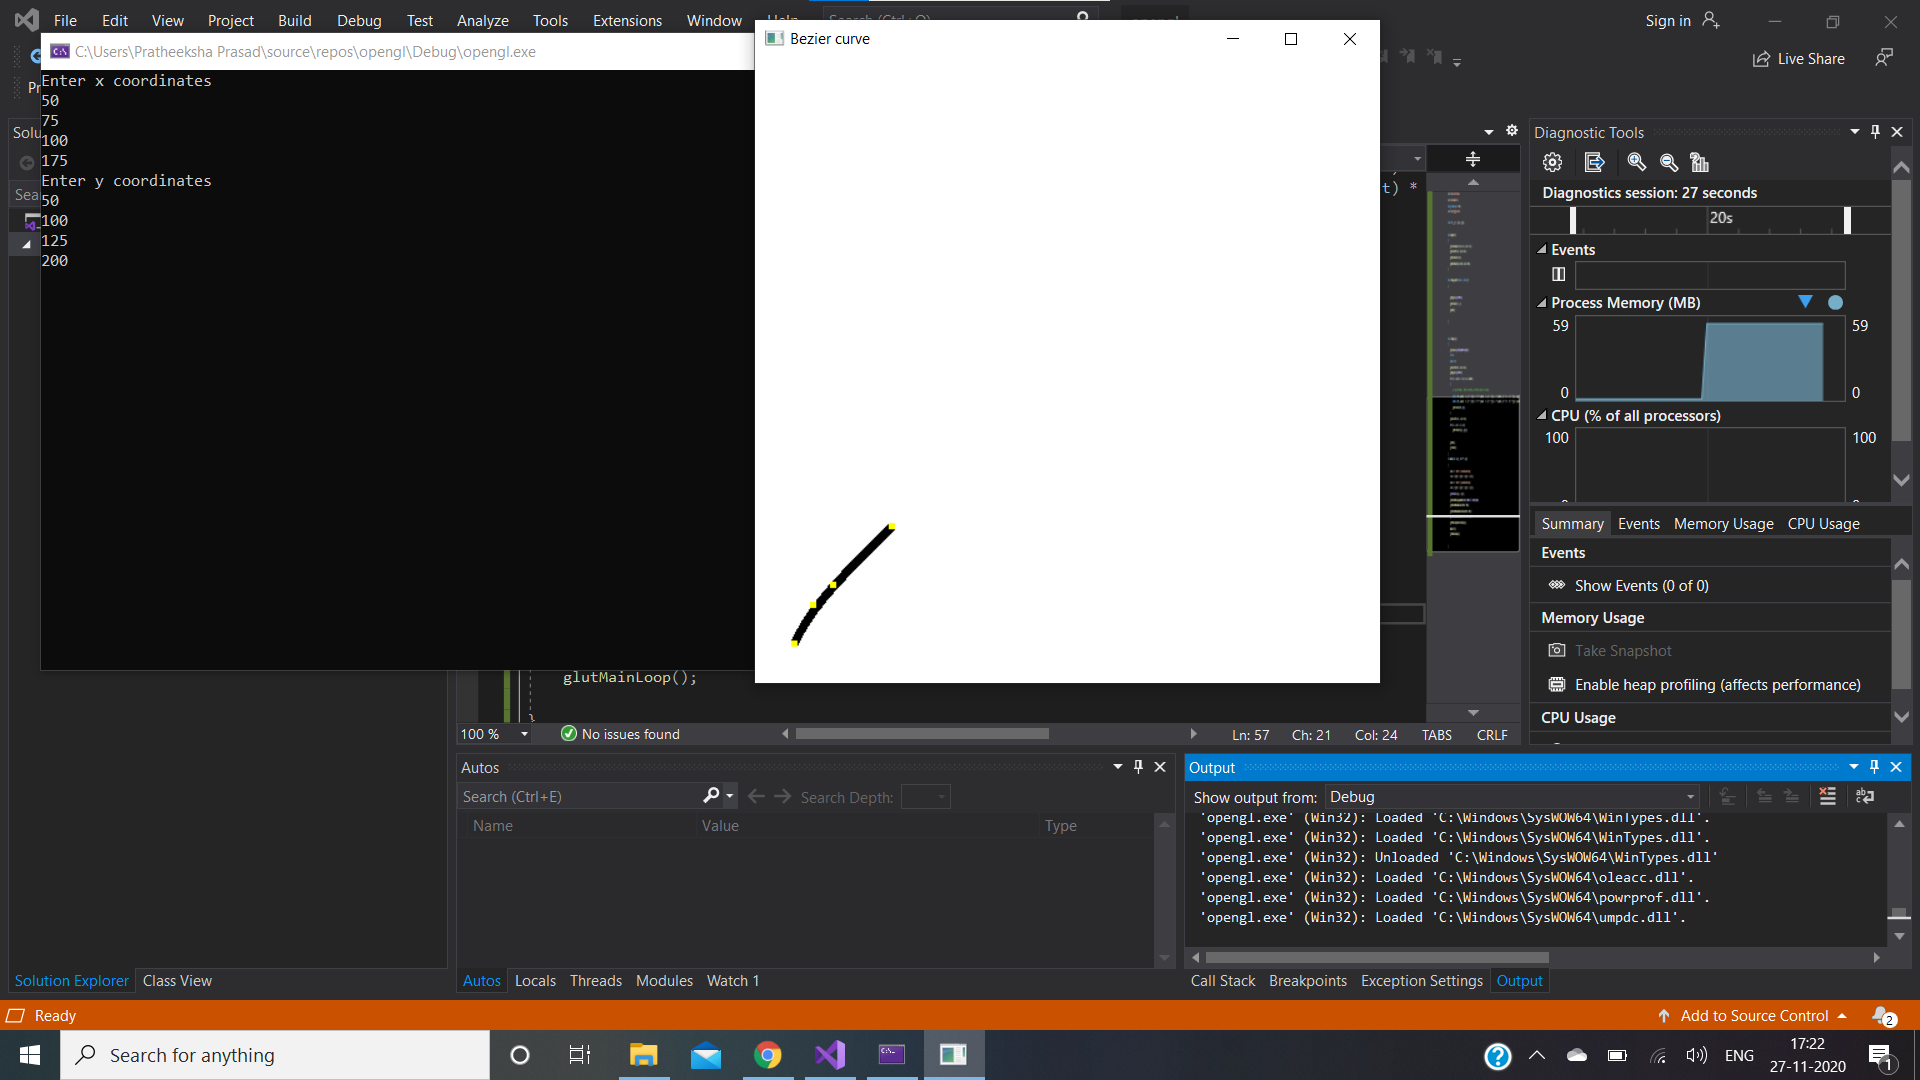 File Edit View Project Build Debug Test Analyze Tools Extensions Window Help
Sign in
C:\Users\Pratheeksha Prasad\source\repos\opengl\Debug\opengl.exe
Bezier curve
Live Share
Enter x coordinates
50
75
100
175
Enter y coordinates
50
100
125
200
Pr
Solu
Sea
t) *
Diagnostic Tools
Diagnostics session: 27 seconds
20s
Events
Process Memory (MB)
59 59
0 0
CPU (% of all processors)
100 100
Summary Events Memory Usage CPU Usage
Events
Show Events (0 of 0)
Memory Usage
Take Snapshot
Enable heap profiling (affects performance)
CPU Usage
glutMainLoop();
}
100 % No issues found Ln: 57 Ch: 21 Col: 24 TABS CRLF
Autos
Search (Ctrl+E) Search Depth:
Name Value Type
Output
Show output from: Debug
'opengl.exe' (Win32): Loaded 'C:\Windows\SysWOW64\WinTypes.dll'.
'opengl.exe' (Win32): Loaded 'C:\Windows\SysWOW64\WinTypes.dll'.
'opengl.exe' (Win32): Unloaded 'C:\Windows\SysWOW64\WinTypes.dll'
'opengl.exe' (Win32): Loaded 'C:\Windows\SysWOW64\oleacc.dll'.
'opengl.exe' (Win32): Loaded 'C:\Windows\SysWOW64\powrprof.dll'.
'opengl.exe' (Win32): Loaded 'C:\Windows\SysWOW64\umpdc.dll'.
Solution Explorer Class View
Autos Locals Threads Modules Watch 1
Call Stack Breakpoints Exception Settings Output
Ready
Add to Source Control 2
Search for anything
ENG
17:22
27-11-2020
1